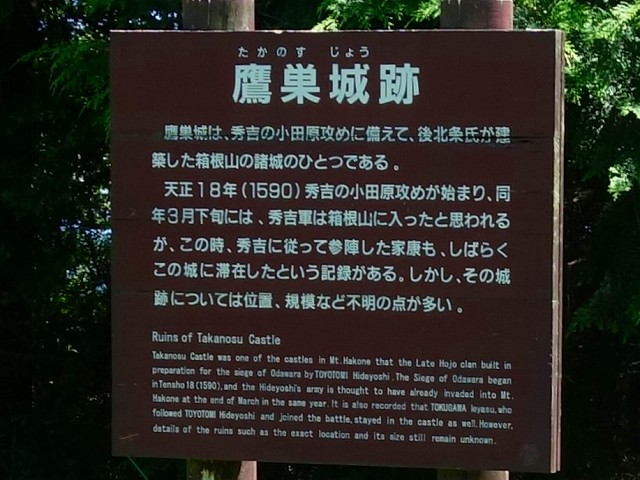 たかのす じょう
鷹巣城跡
鷹巣城は、秀吉の小田原攻めに備えて、後北条氏が建
築した箱根山の諸城のひとつである。
天正18年(1590)秀吉の小田原攻めが始まり、同
年3月下旬には、秀吉軍は箱根山に入ったと思われる
が、この時、秀吉に従って参陣した家康も、しばらく
この城に滞在したという記録がある。しかし、その城
跡については位置、規模など不明の点が多い。
Ruins of Takanosu Castle
Takanosu Castle was one of the castles in Mt.Hakone that the Late Hojo clan built in
preparation for the siege of Odawara by TOYOTOMI Hideyoshi. The Siege of Odawara began
in Tensho 18 (1590), and the Hideyoshi's army is thought to have already invaded into Mt.
Hakone at the end of March in the same year. It is also recorded that TOKUGAWA Ieyasu, who
followed TOYOTOMI Hideyoshi and joined the battle, stayed in the castle as well. However,
details of the ruins such as the exact location and its size still remain unknown.